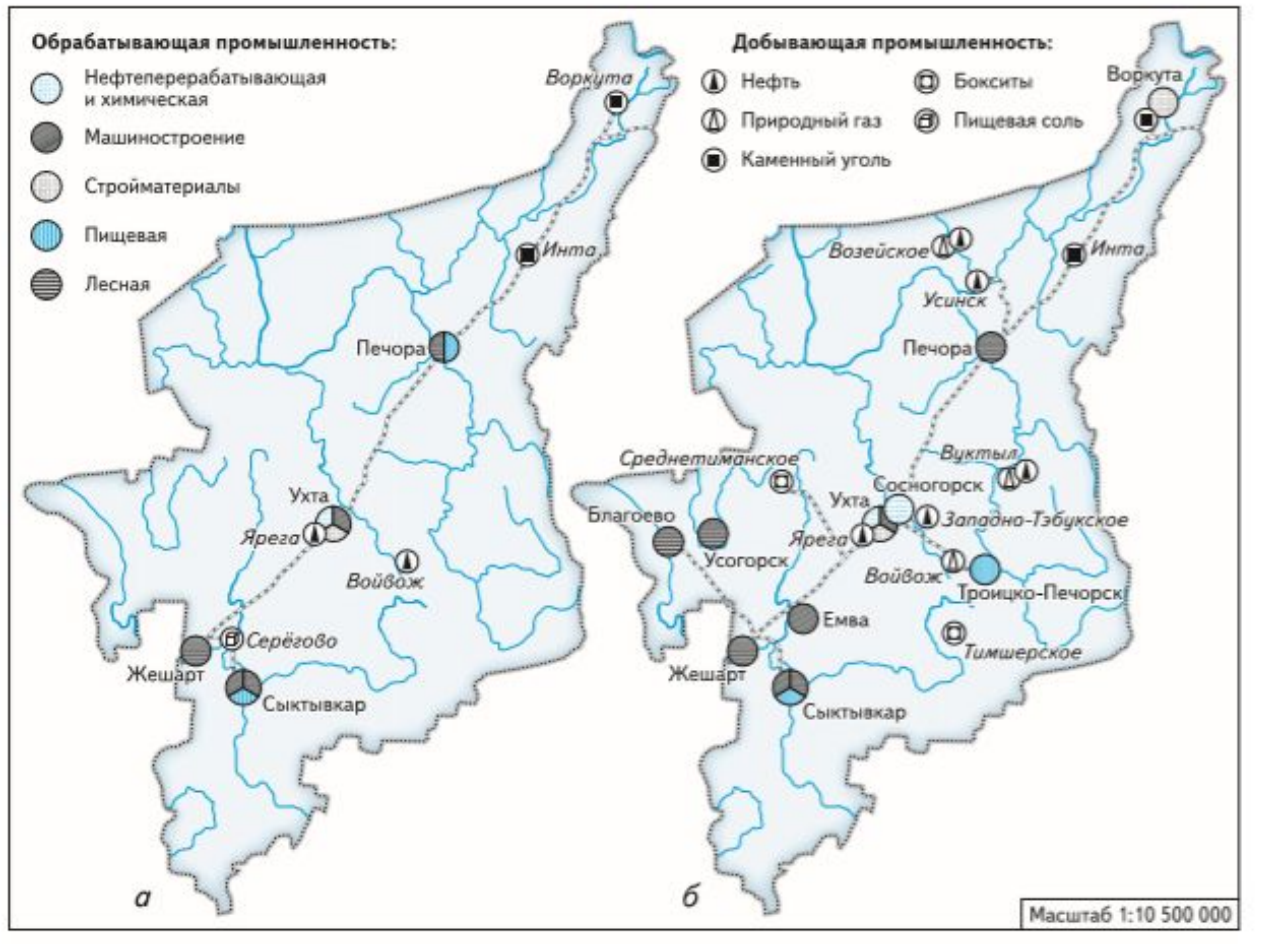 Обрабатывающая промышленность:
Нефтеперерабатывающая
и химическая
Машиностроение
Стройматериалы
Пищевая
Лесная
Воркута
Инта
Печора
Ухта
Ярега
Войвож
Серёгово
Жешарт
Сыктывкар
а
Добывающая промышленность:
Нефть
Природный газ
Каменный уголь
Бокситы
Пищевая соль
Воркута
Возейское
Инта
Усинск
Печора
Вуктыл
Среднетиманское
Сосногорск
Ухта
Благоево
Западно-Тэбукское
Ярега
Усогорск
Войвож
Троицко-Печорск
Емва
Тимшерское
Жешарт
Сыктывкар
б
Масштаб 1:10 500 000